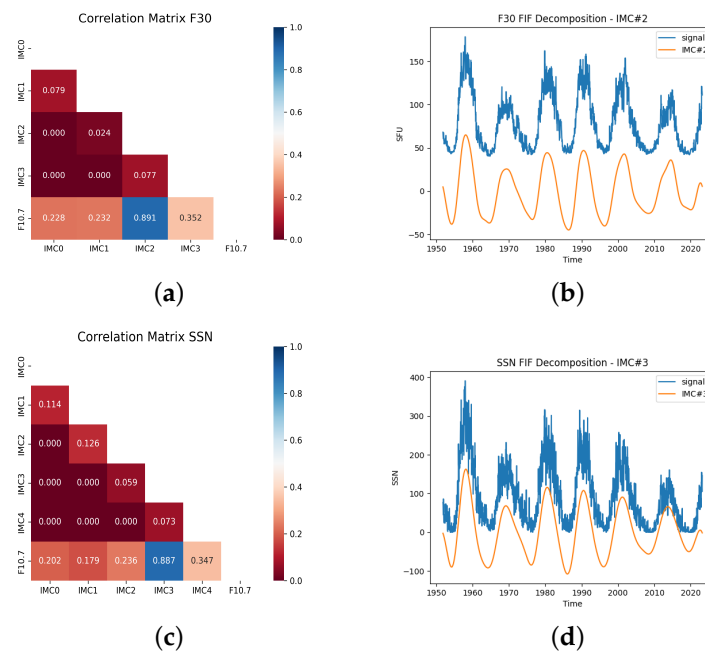 Correlation Matrix F30
IMC0
IMC1
0.079
IMC2
0.000 0.024
IMC3
0.000 0.000 0.077
F10.7
0.228 0.232 0.891 0.352
IMC0 IMC1 IMC2 IMC3 F10.7
1.0
0.8
0.6
0.4
0.2
0.0
(a)
F30 FIF Decomposition - IMC#2
signal
IMC#2
SFU
150
100
50
0
−50
1950 1960 1970 1980 1990 2000 2010 2020
Time
(b)
Correlation Matrix SSN
IMC0
IMC1
0.114
IMC2
0.000 0.126
IMC3
0.000 0.000 0.059
IMC4
0.000 0.000 0.000 0.073
F10.7
0.202 0.179 0.236 0.887 0.347
IMC0 IMC1 IMC2 IMC3 IMC4 F10.7
1.0
0.8
0.6
0.4
0.2
0.0
(c)
SSN FIF Decomposition - IMC#3
signal
IMC#3
SSN
400
300
200
100
0
−100
1950 1960 1970 1980 1990 2000 2010 2020
Time
(d)